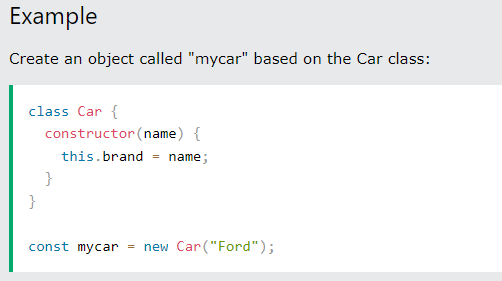 Example
Create an object called "mycar" based on the Car class:
class Car {
  constructor(name) {
    this.brand = name;
  }
}
const mycar = new Car("Ford");